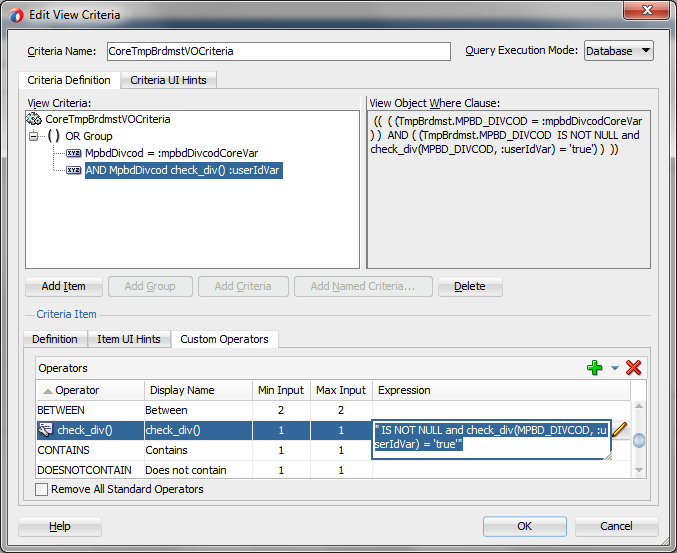 Edit View Criteria
Criteria Name: CoreTmpBrdmstVOCriteria Query Execution Mode: Database
Criteria Definition Criteria UI Hints
View Criteria: View Object Where Clause:
CoreTmpBrdmstVOCriteria
( ) OR Group
XYZ MpbdDivcod = :mpbdDivcodCoreVar
XYZ AND MpbdDivcod check_div() :userIdVar
(( ( (TmpBrdmst.MPBD_DIVCOD = :mpbdDivcodCoreVar
) ) AND ( (TmpBrdmst.MPBD_DIVCOD IS NOT NULL and
check_div(MPBD_DIVCOD, :userIdVar) = 'true') ) ))
Add Item Add Group Add Criteria Add Named Criteria... Delete
Criteria Item
Definition Item UI Hints Custom Operators
Operators
Operator Display Name Min Input Max Input Expression
BETWEEN Between 2 2
check_div() check_div() 1 1 " IS NOT NULL and check_div(MPBD_DIVCOD, :u
serIdVar) = 'true'"
CONTAINS Contains 1 1
DOESNOTCONTAIN Does not contain 1 1
Remove All Standard Operators
Help OK Cancel